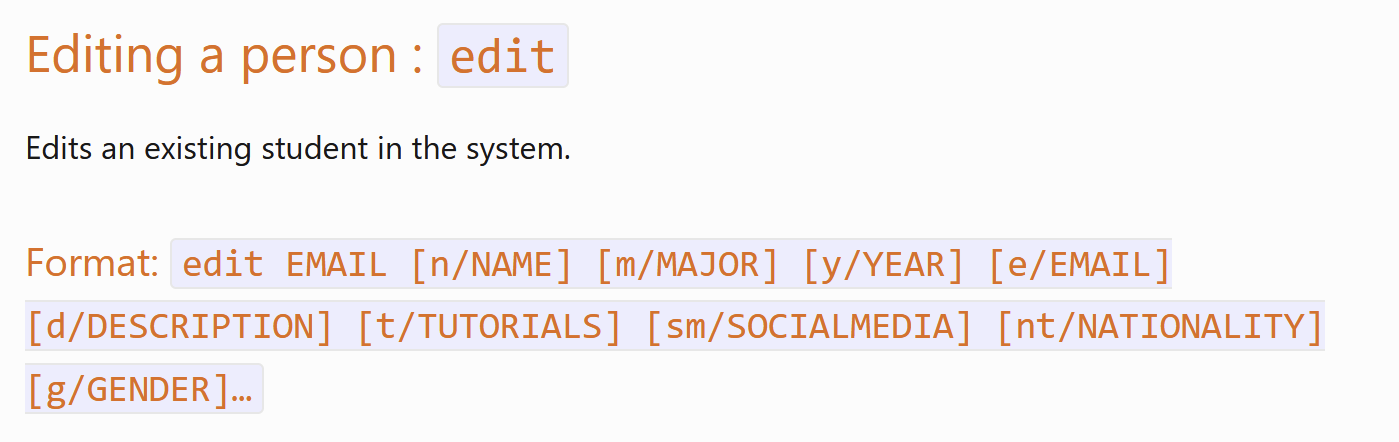 Editing a person : edit
Edits an existing student in the system.
Format: edit EMAIL [n/NAME] [m/MAJOR] [y/YEAR] [e/EMAIL]
[d/DESCRIPTION] [t/TUTORIALS] [sm/SOCIALMEDIA] [nt/NATIONALITY]
[g/GENDER]…